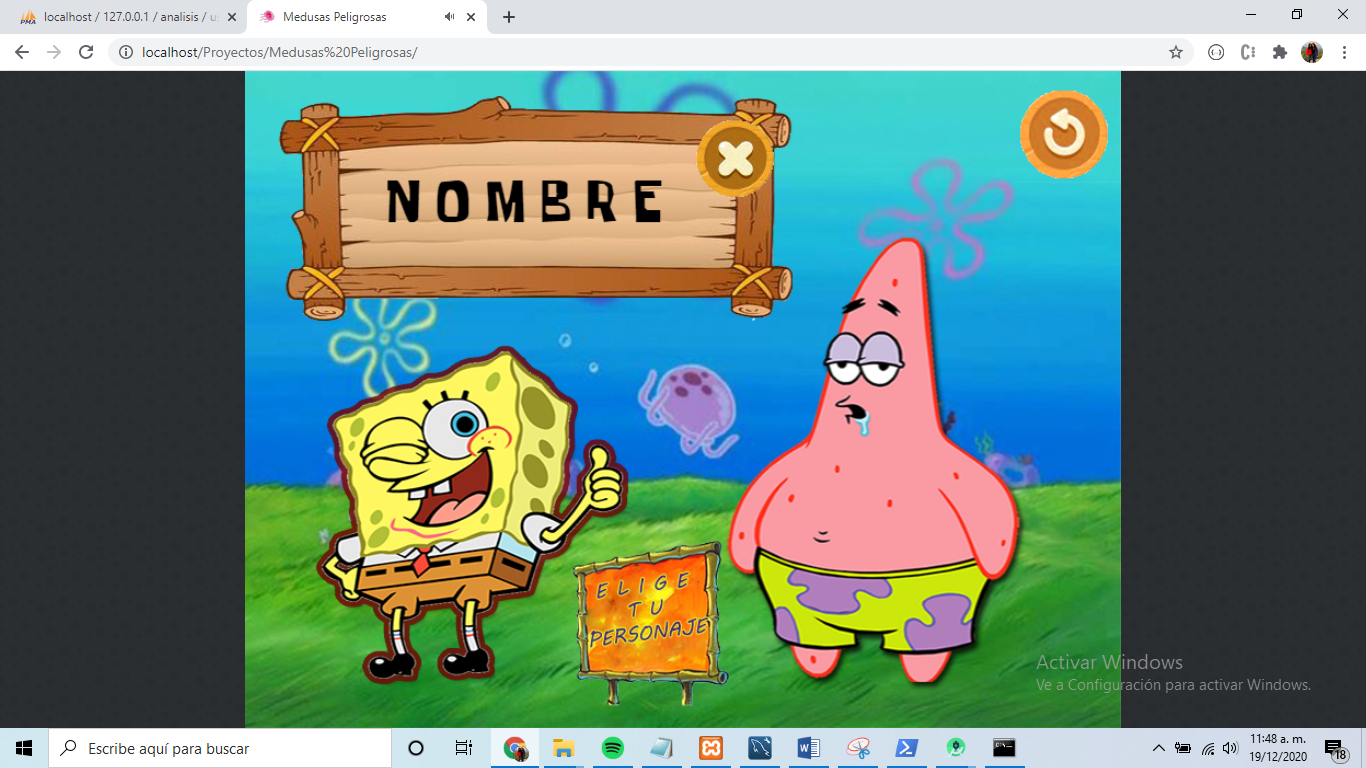 PMA
localhost / 127.0.0.1 / analisis / u
Medusas Peligrosas
localhost/Proyectos/Medusas%20Peligrosas/
NOMBRE
ELIGE
TU
PERSONAJE
Activar Windows
Ve a Configuración para activar Windows.
Escribe aquí para buscar
11:48 a. m.
19/12/2020
18